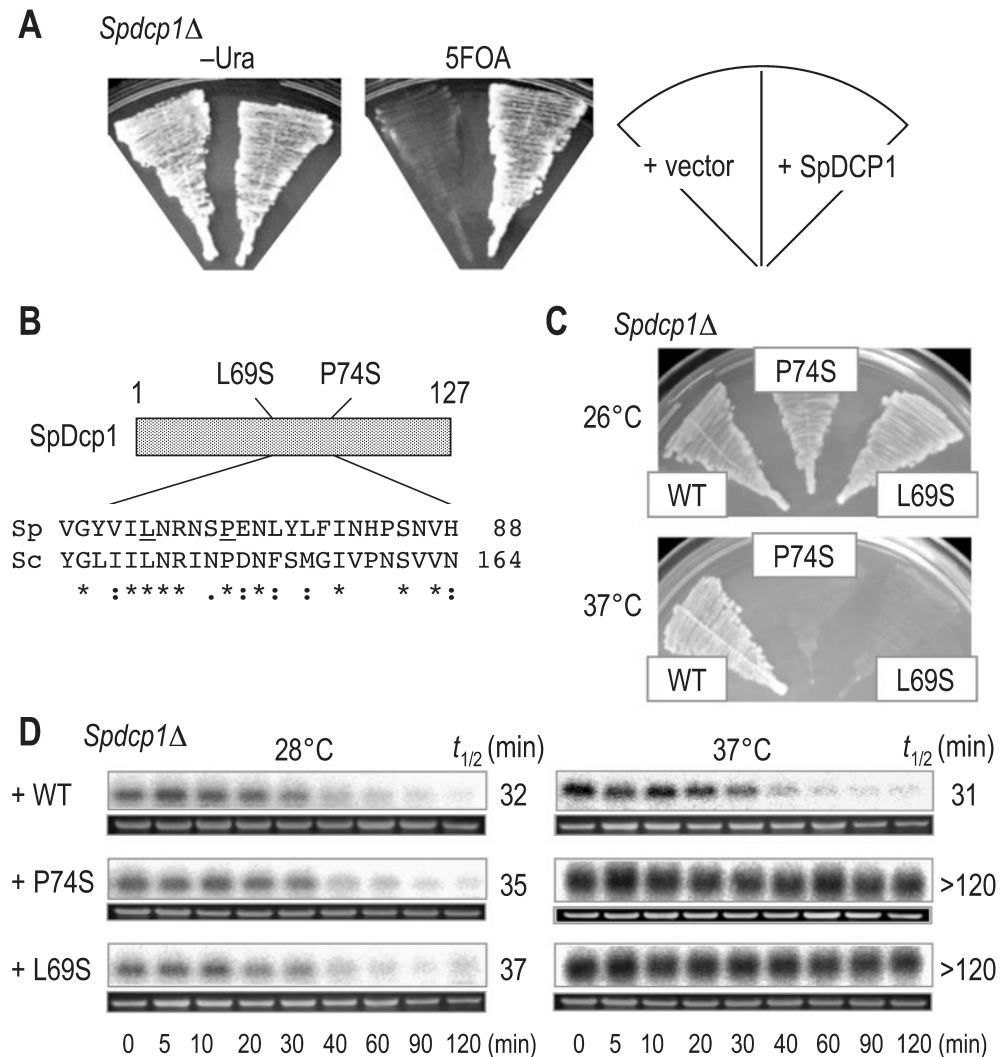 A
Spdcp1Δ
–Ura
5FOA
+ vector
+ SpDCP1
B
L69S
P74S
1
127
SpDcp1
Sp VGYVILNRNSPENLYLFINHPSNVH 88
Sc YGLIILNRINPDNFSMGIVPNSVVN 164
* :**** .*:*: : * * *:
C
Spdcp1Δ
26°C
P74S
WT
L69S
37°C
P74S
WT
L69S
D
Spdcp1Δ
28°C
t1/2 (min)
37°C
t1/2 (min)
+ WT
32
31
+ P74S
35
>120
+ L69S
37
>120
0 5 10 20 30 40 60 90 120 (min)
0 5 10 20 30 40 60 90 120 (min)